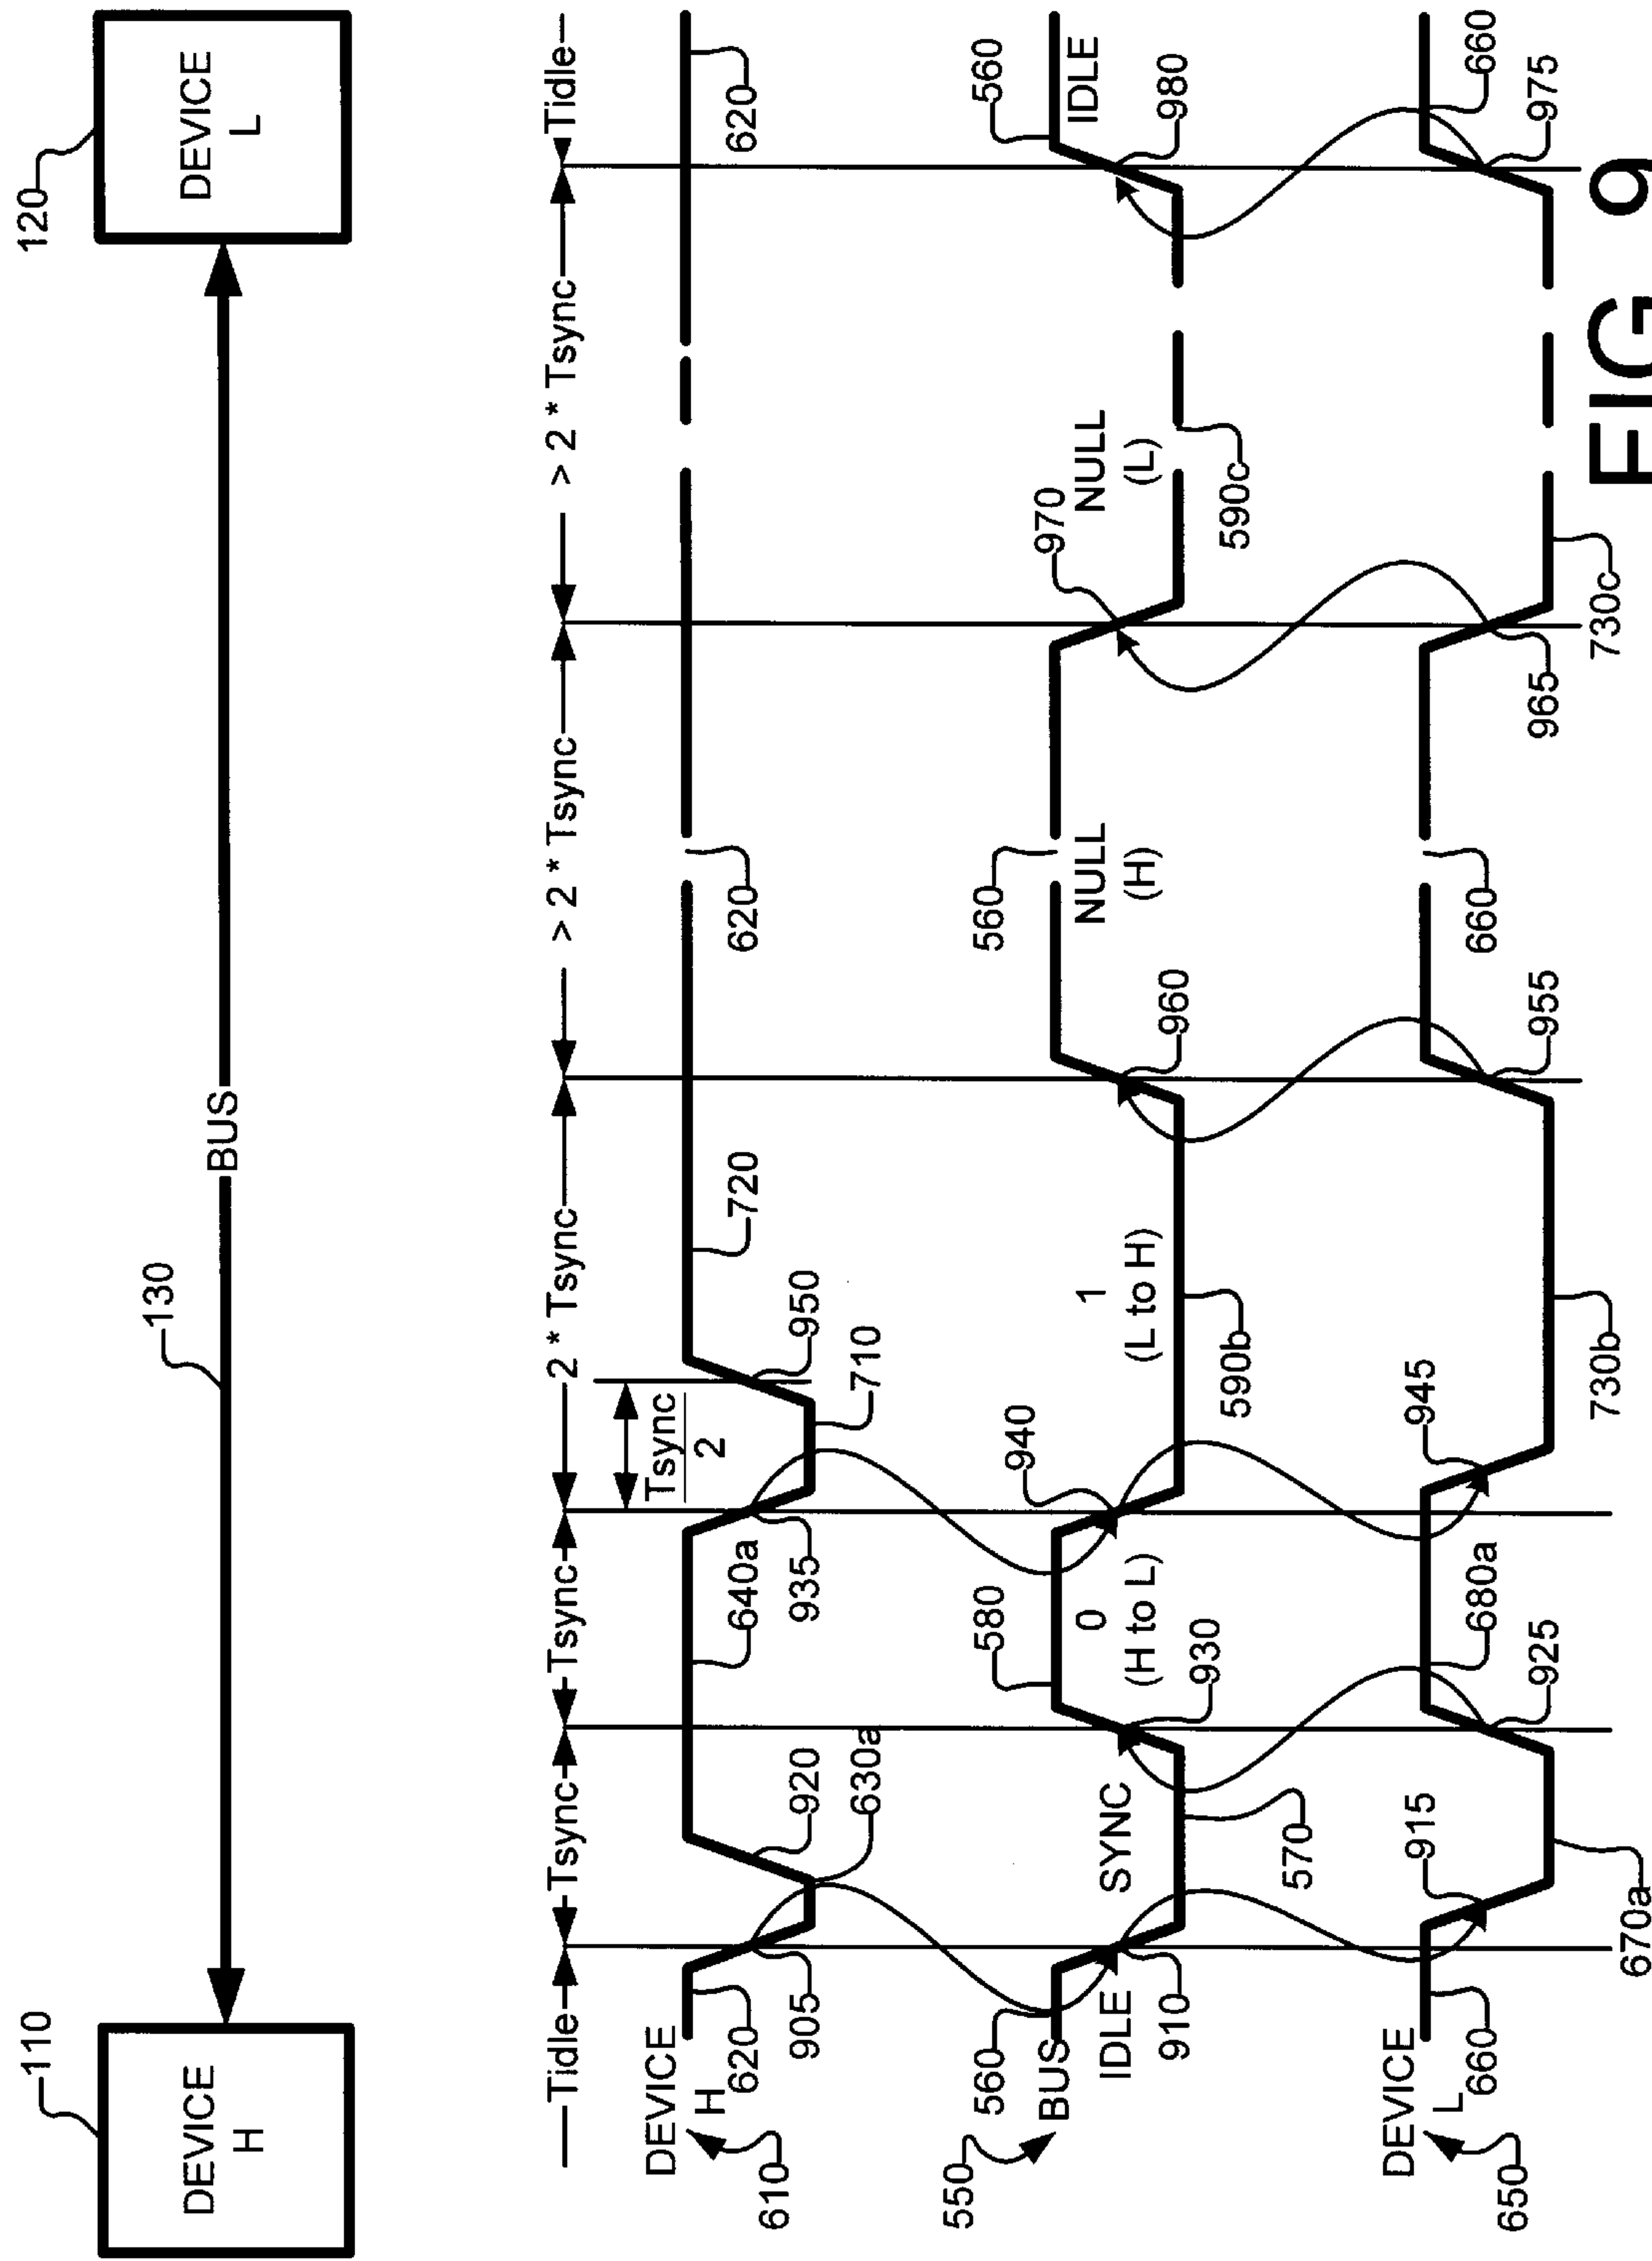 110
DEVICE
H
130
BUS
120
DEVICE
L
Tidle
Tsync
Tsync
2 * Tsync
> 2 * Tsync
> 2 * Tsync
Tidle
Tsync
2
DEVICE
H
610
620
905
920
630a
640a
935
710
950
720
620
620
550
BUS
560
IDLE
910
SYNC
570
930
580
0
(H to L)
940
1
(L to H)
590b
960
560
NULL
(H)
970
NULL
(L)
590c
560
IDLE
980
DEVICE
L
650
660
670a
915
925
680a
945
730b
955
660
965
730c
660
975
FIG 9